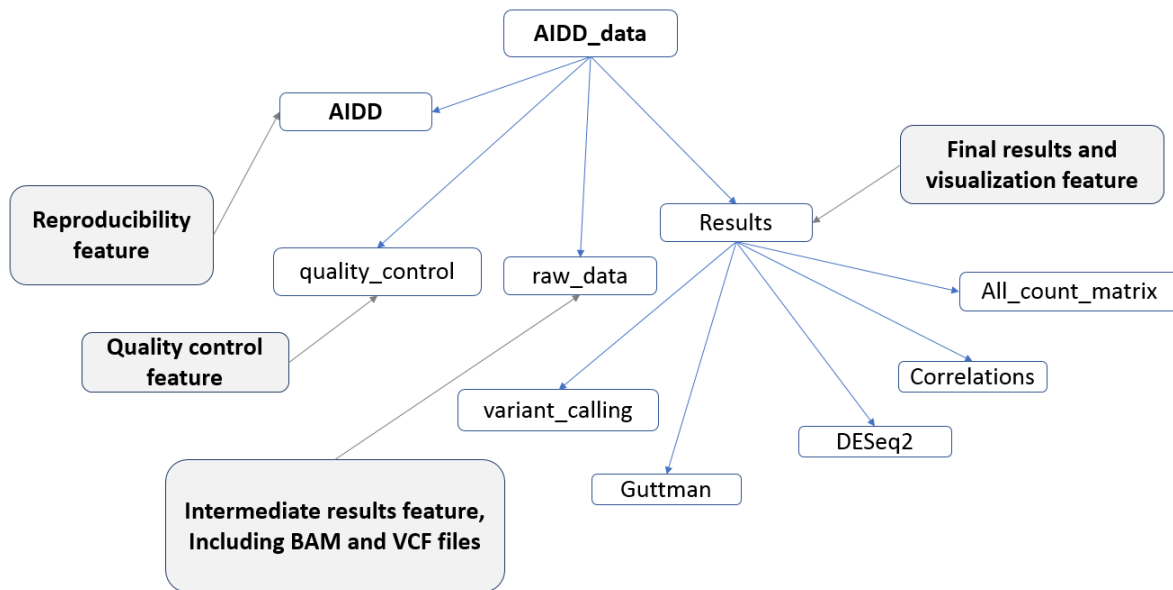 AIDD_data
AIDD
Final results and
visualization feature
Reproducibility
feature
Results
quality_control
raw_data
All_count_matrix
Quality control
feature
Correlations
variant_calling
DESeq2
Guttman
Intermediate results feature,
Including BAM and VCF files